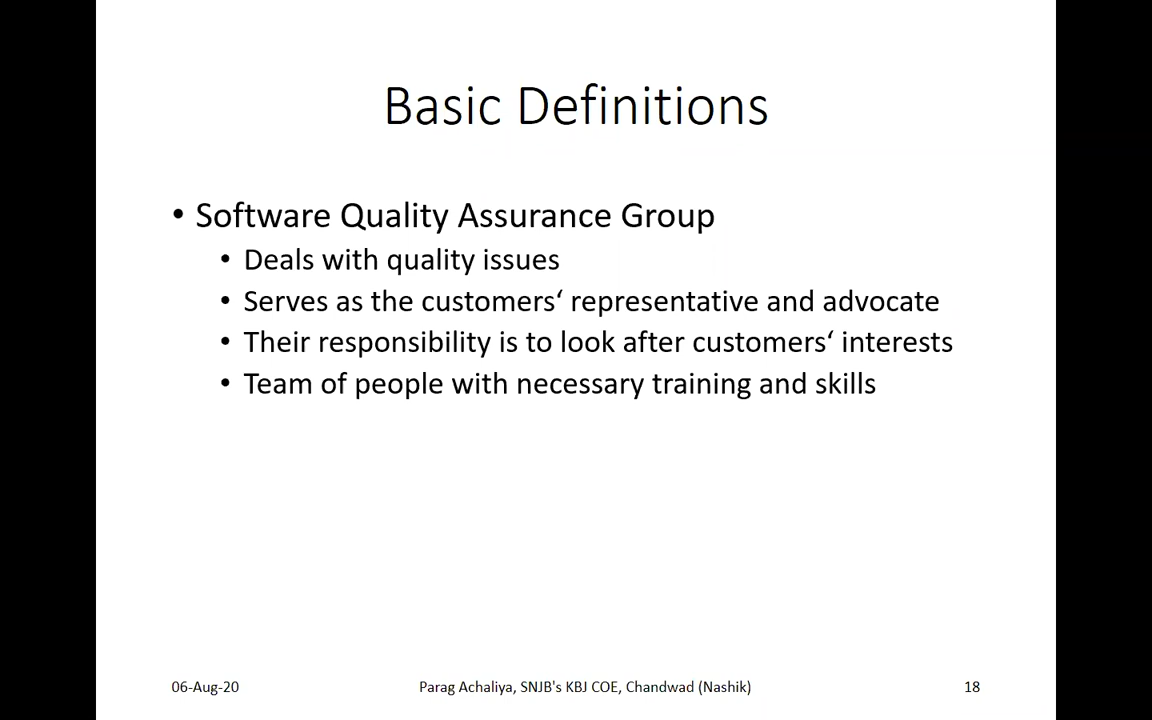 Basic Definitions
• Software Quality Assurance Group
• Deals with quality issues
• Serves as the customers‘ representative and advocate
• Their responsibility is to look after customers‘ interests
• Team of people with necessary training and skills
06-Aug-20 Parag Achaliya, SNJB's KBJ COE, Chandwad (Nashik) 18